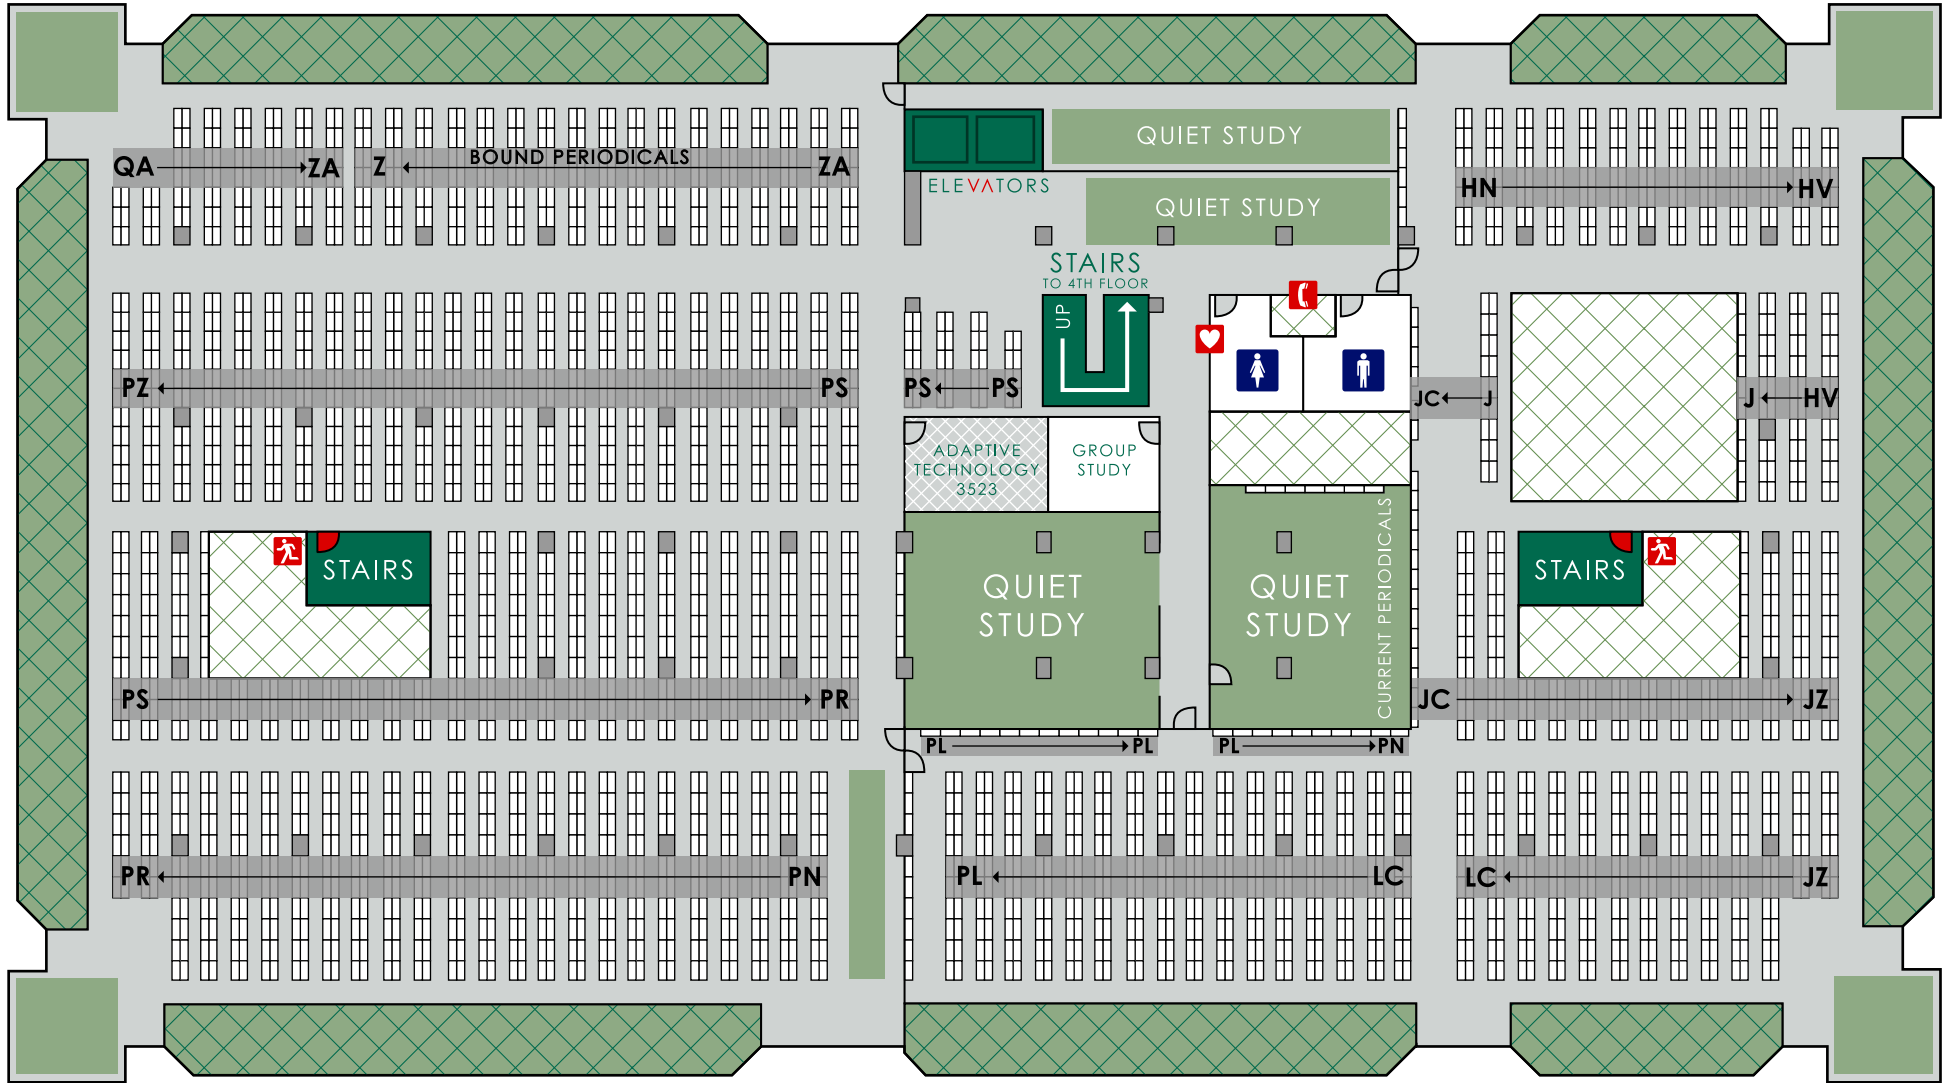 QUIET STUDY
QA ZA Z BOUND PERIODICALS ZA
ELEVATORS
QUIET STUDY
HN HV
STAIRS
TO 4TH FLOOR
UP
PZ PS
PS PS
JC J
J HV
ADAPTIVE
TECHNOLOGY
3523
GROUP
STUDY
STAIRS
QUIET
STUDY
QUIET
STUDY
CURRENT PERIODICALS
STAIRS
PS PR
JC JZ
PL PL
PL PN
PR PN
PL LC
LC JZ